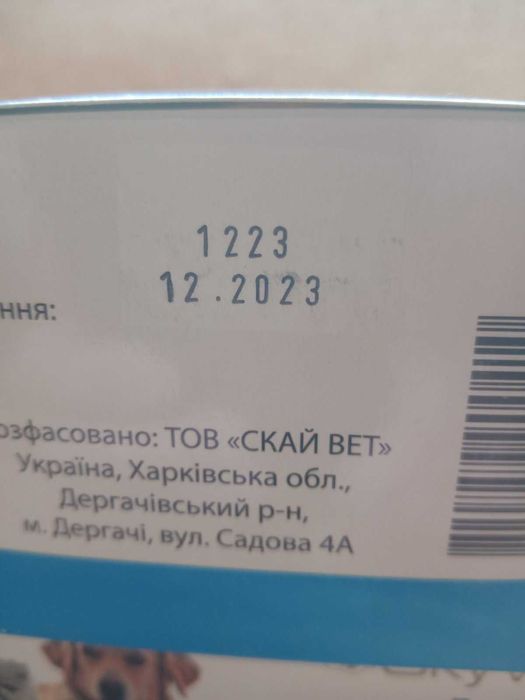 1223
12.2023
ння:
озфасовано: ТОВ «СКАЙ ВЕТ»
Україна, Харківська обл.,
Дергачівський р-н,
м. Дергачі, вул. Садова 4А